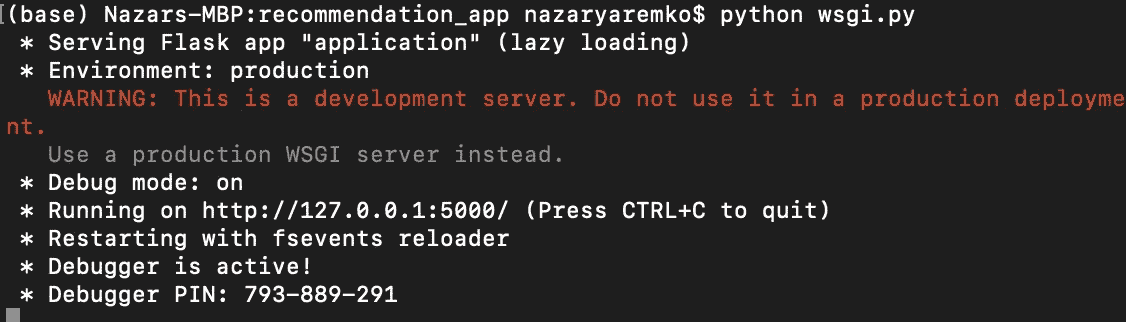 (base) Nazars-MBP:recommendation_app nazaryaremko$ python wsgi.py
 * Serving Flask app "application" (lazy loading)
 * Environment: production
   WARNING: This is a development server. Do not use it in a production deployme
nt.
   Use a production WSGI server instead.
 * Debug mode: on
 * Running on http://127.0.0.1:5000/ (Press CTRL+C to quit)
 * Restarting with fsevents reloader
 * Debugger is active!
 * Debugger PIN: 793-889-291